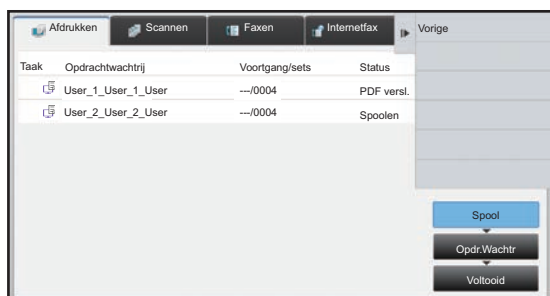 Afdrukken Scannen Faxen Internetfax Vorige
Taak Opdrachtwachtrij Voortgang/sets Status
User_1_User_1_User ---/0004 PDF versl.
User_2_User_2_User ---/0004 Spoolen
Spool
Opdr.Wachtr
Voltooid